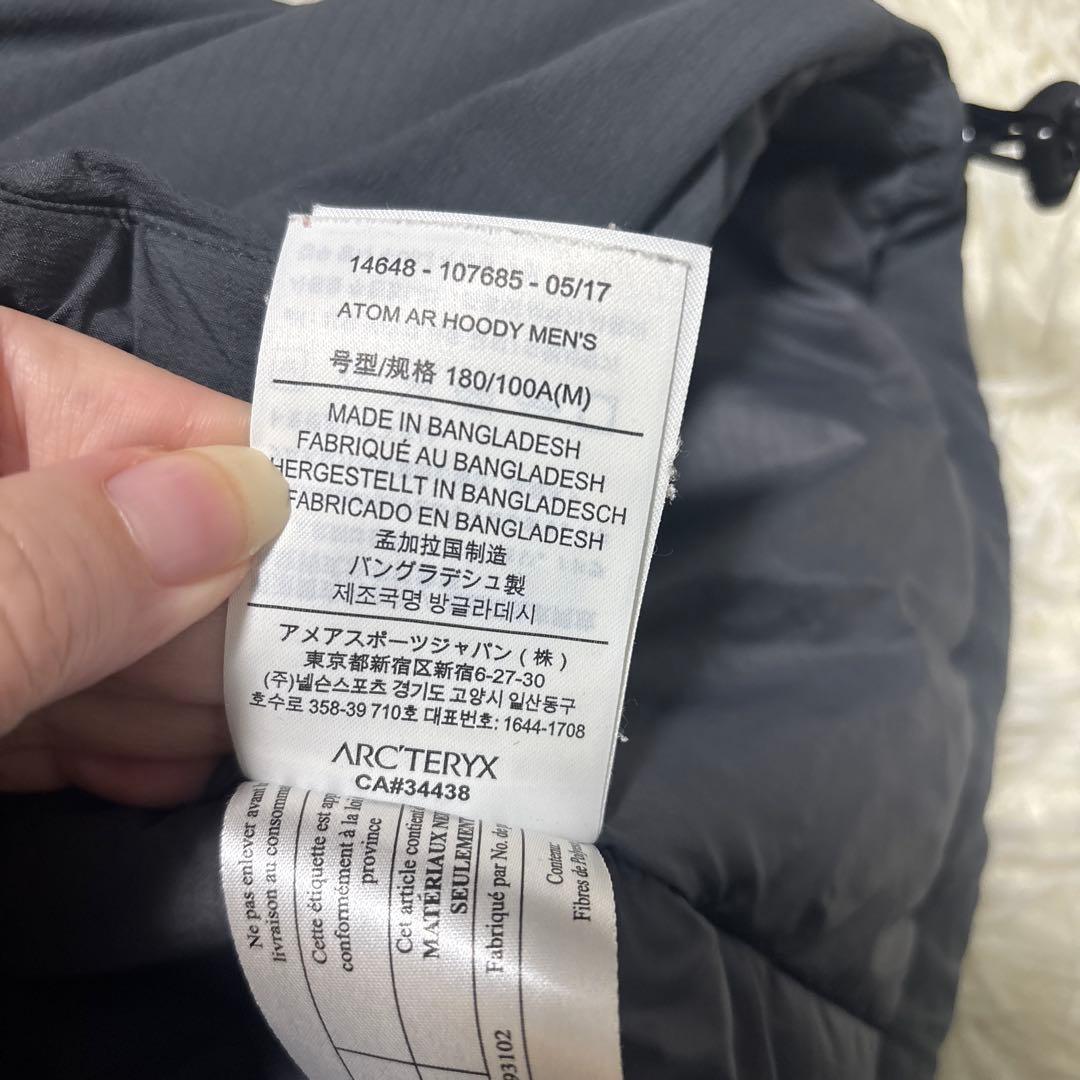 14648 - 107685 - 05/17
ATOM AR HOODY MEN'S
号型/规格 180/100A(M)
MADE IN BANGLADESH
FABRIQUÉ AU BANGLADESH
HERGESTELLT IN BANGLADESCH
FABRICADO EN BANGLADESH
孟加拉国制造
バングラデシュ製
제조국명 방글라데시
アメアスポーツジャパン（株）
東京都新宿区新宿6-27-30
(주)넬슨스포츠 경기도 고양시 일산동구
호수로 358-39 710호 대표번호: 1644-1708
ARC'TERYX
CA#34438
Ne pas enlever avant
livraison au consomm
Cette étiquette est app
conformément à la loi
province
Cet article contient
MATERIAUX NE
SEULEMENT
Fabriqué par No. de p
Contenu:
Fibres de Polyes
93102